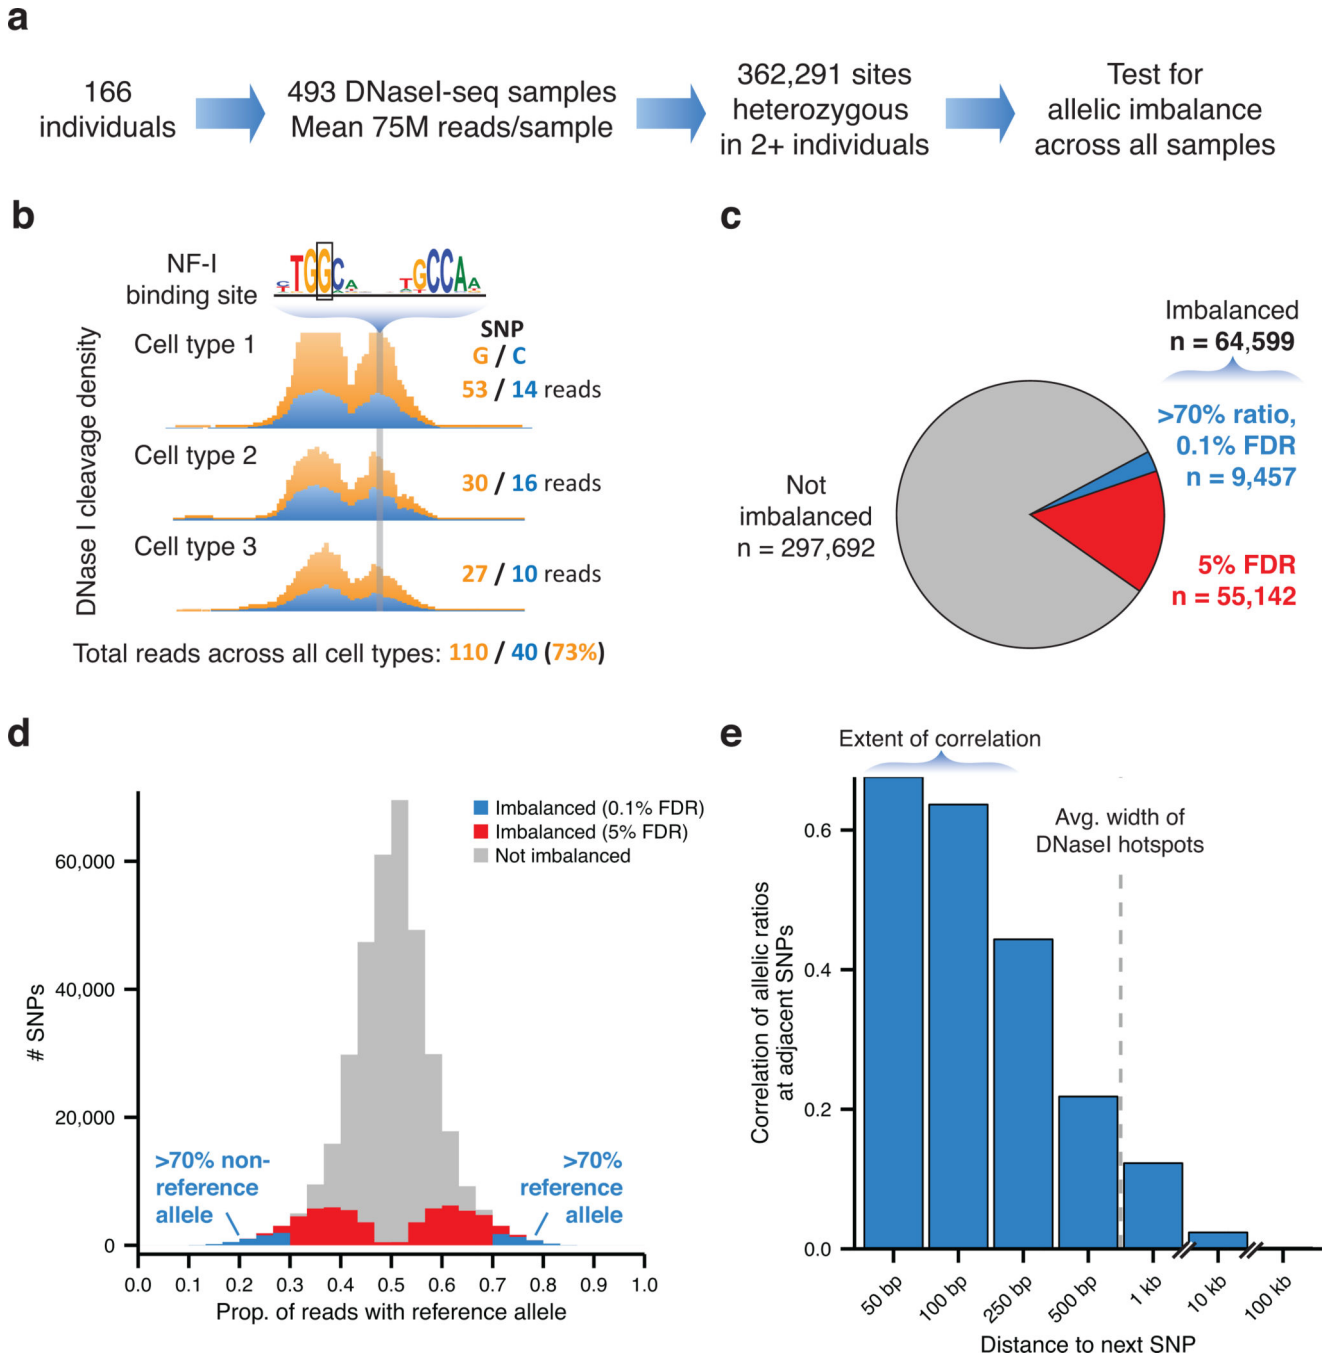 a
166
individuals
493 DNaseI-seq samples
Mean 75M reads/sample
362,291 sites
heterozygous
in 2+ individuals
Test for
allelic imbalance
across all samples
b
NF-I
binding site
TGGCA
TGCCAA
DNase I cleavage density
SNP
G / C
Cell type 1
53 / 14 reads
Cell type 2
30 / 16 reads
Cell type 3
27 / 10 reads
Total reads across all cell types: 110 / 40 (73%)
c
Imbalanced
n = 64,599
>70% ratio,
0.1% FDR
n = 9,457
Not
imbalanced
n = 297,692
5% FDR
n = 55,142
d
# SNPs
60,000
40,000
20,000
0
Imbalanced (0.1% FDR)
Imbalanced (5% FDR)
Not imbalanced
>70% non-
reference
allele
>70%
reference
allele
0.0 0.1 0.2 0.3 0.4 0.5 0.6 0.7 0.8 0.9 1.0
Prop. of reads with reference allele
e
Extent of correlation
Avg. width of
DNaseI hotspots
Correlation of allelic ratios
at adjacent SNPs
0.6
0.4
0.2
0.0
50 bp 100 bp 250 bp 500 bp 1 kb 10 kb 100 kb
Distance to next SNP